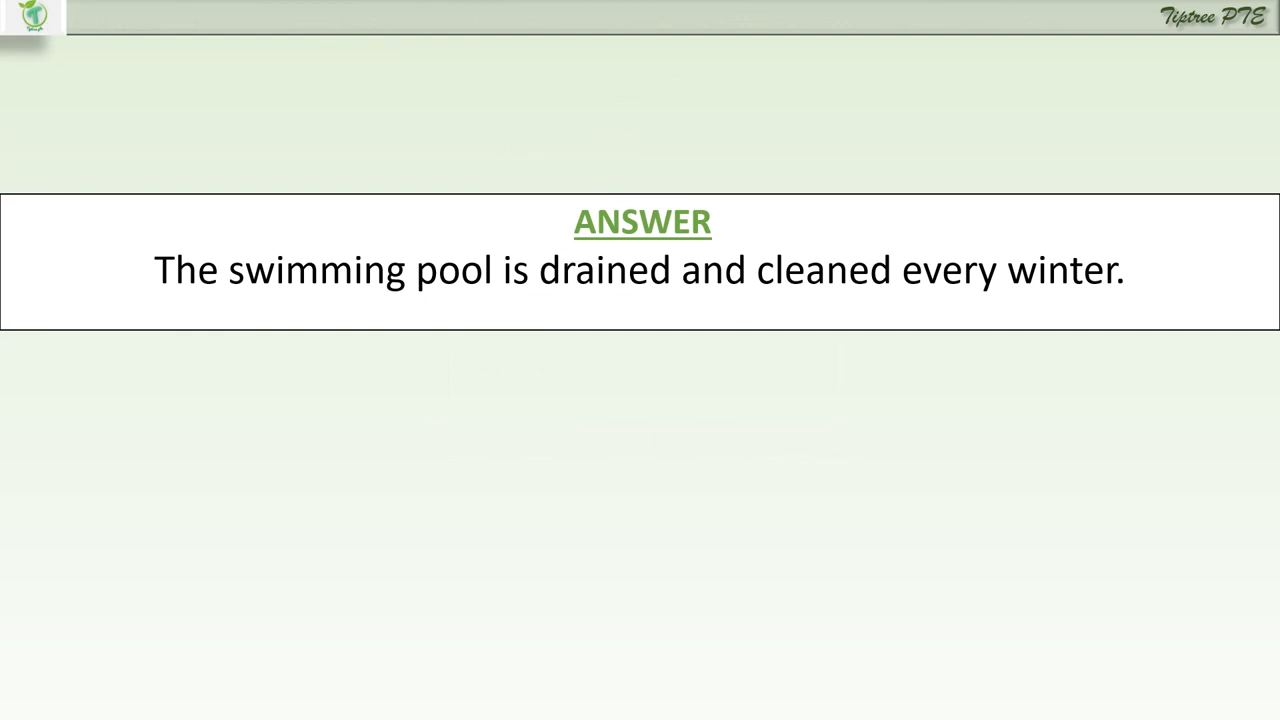 Tiptree PTE
ANSWER
The swimming pool is drained and cleaned every winter.